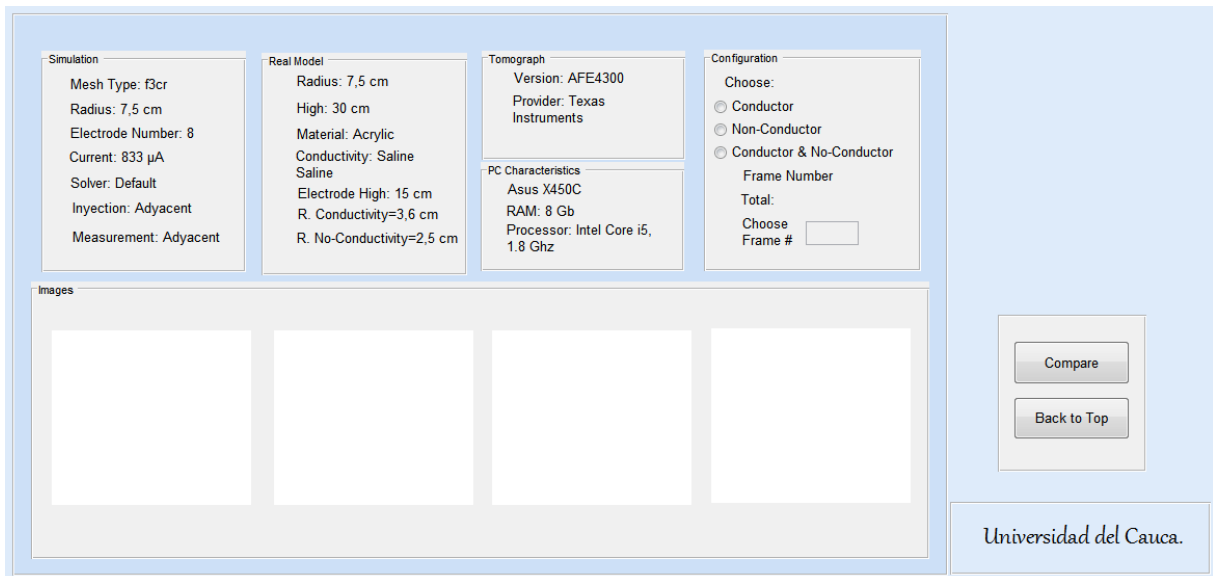 Simulation
Mesh Type: f3cr
Radius: 7,5 cm
Electrode Number: 8
Current: 833 µA
Solver: Default
Inyection: Adyacent
Measurement: Adyacent
Real Model
Radius: 7,5 cm
High: 30 cm
Material: Acrylic
Conductivity: Saline
Saline
Electrode High: 15 cm
R. Conductivity=3,6 cm
R. No-Conductivity=2,5 cm
Tomograph
Version: AFE4300
Provider: Texas
Instruments
PC Characteristics
Asus X450C
RAM: 8 Gb
Processor: Intel Core i5,
1.8 Ghz
Configuration
Choose:
Conductor
Non-Conductor
Conductor & No-Conductor
Frame Number
Total:
Choose
Frame #
Images
Compare
Back to Top
Universidad del Cauca.